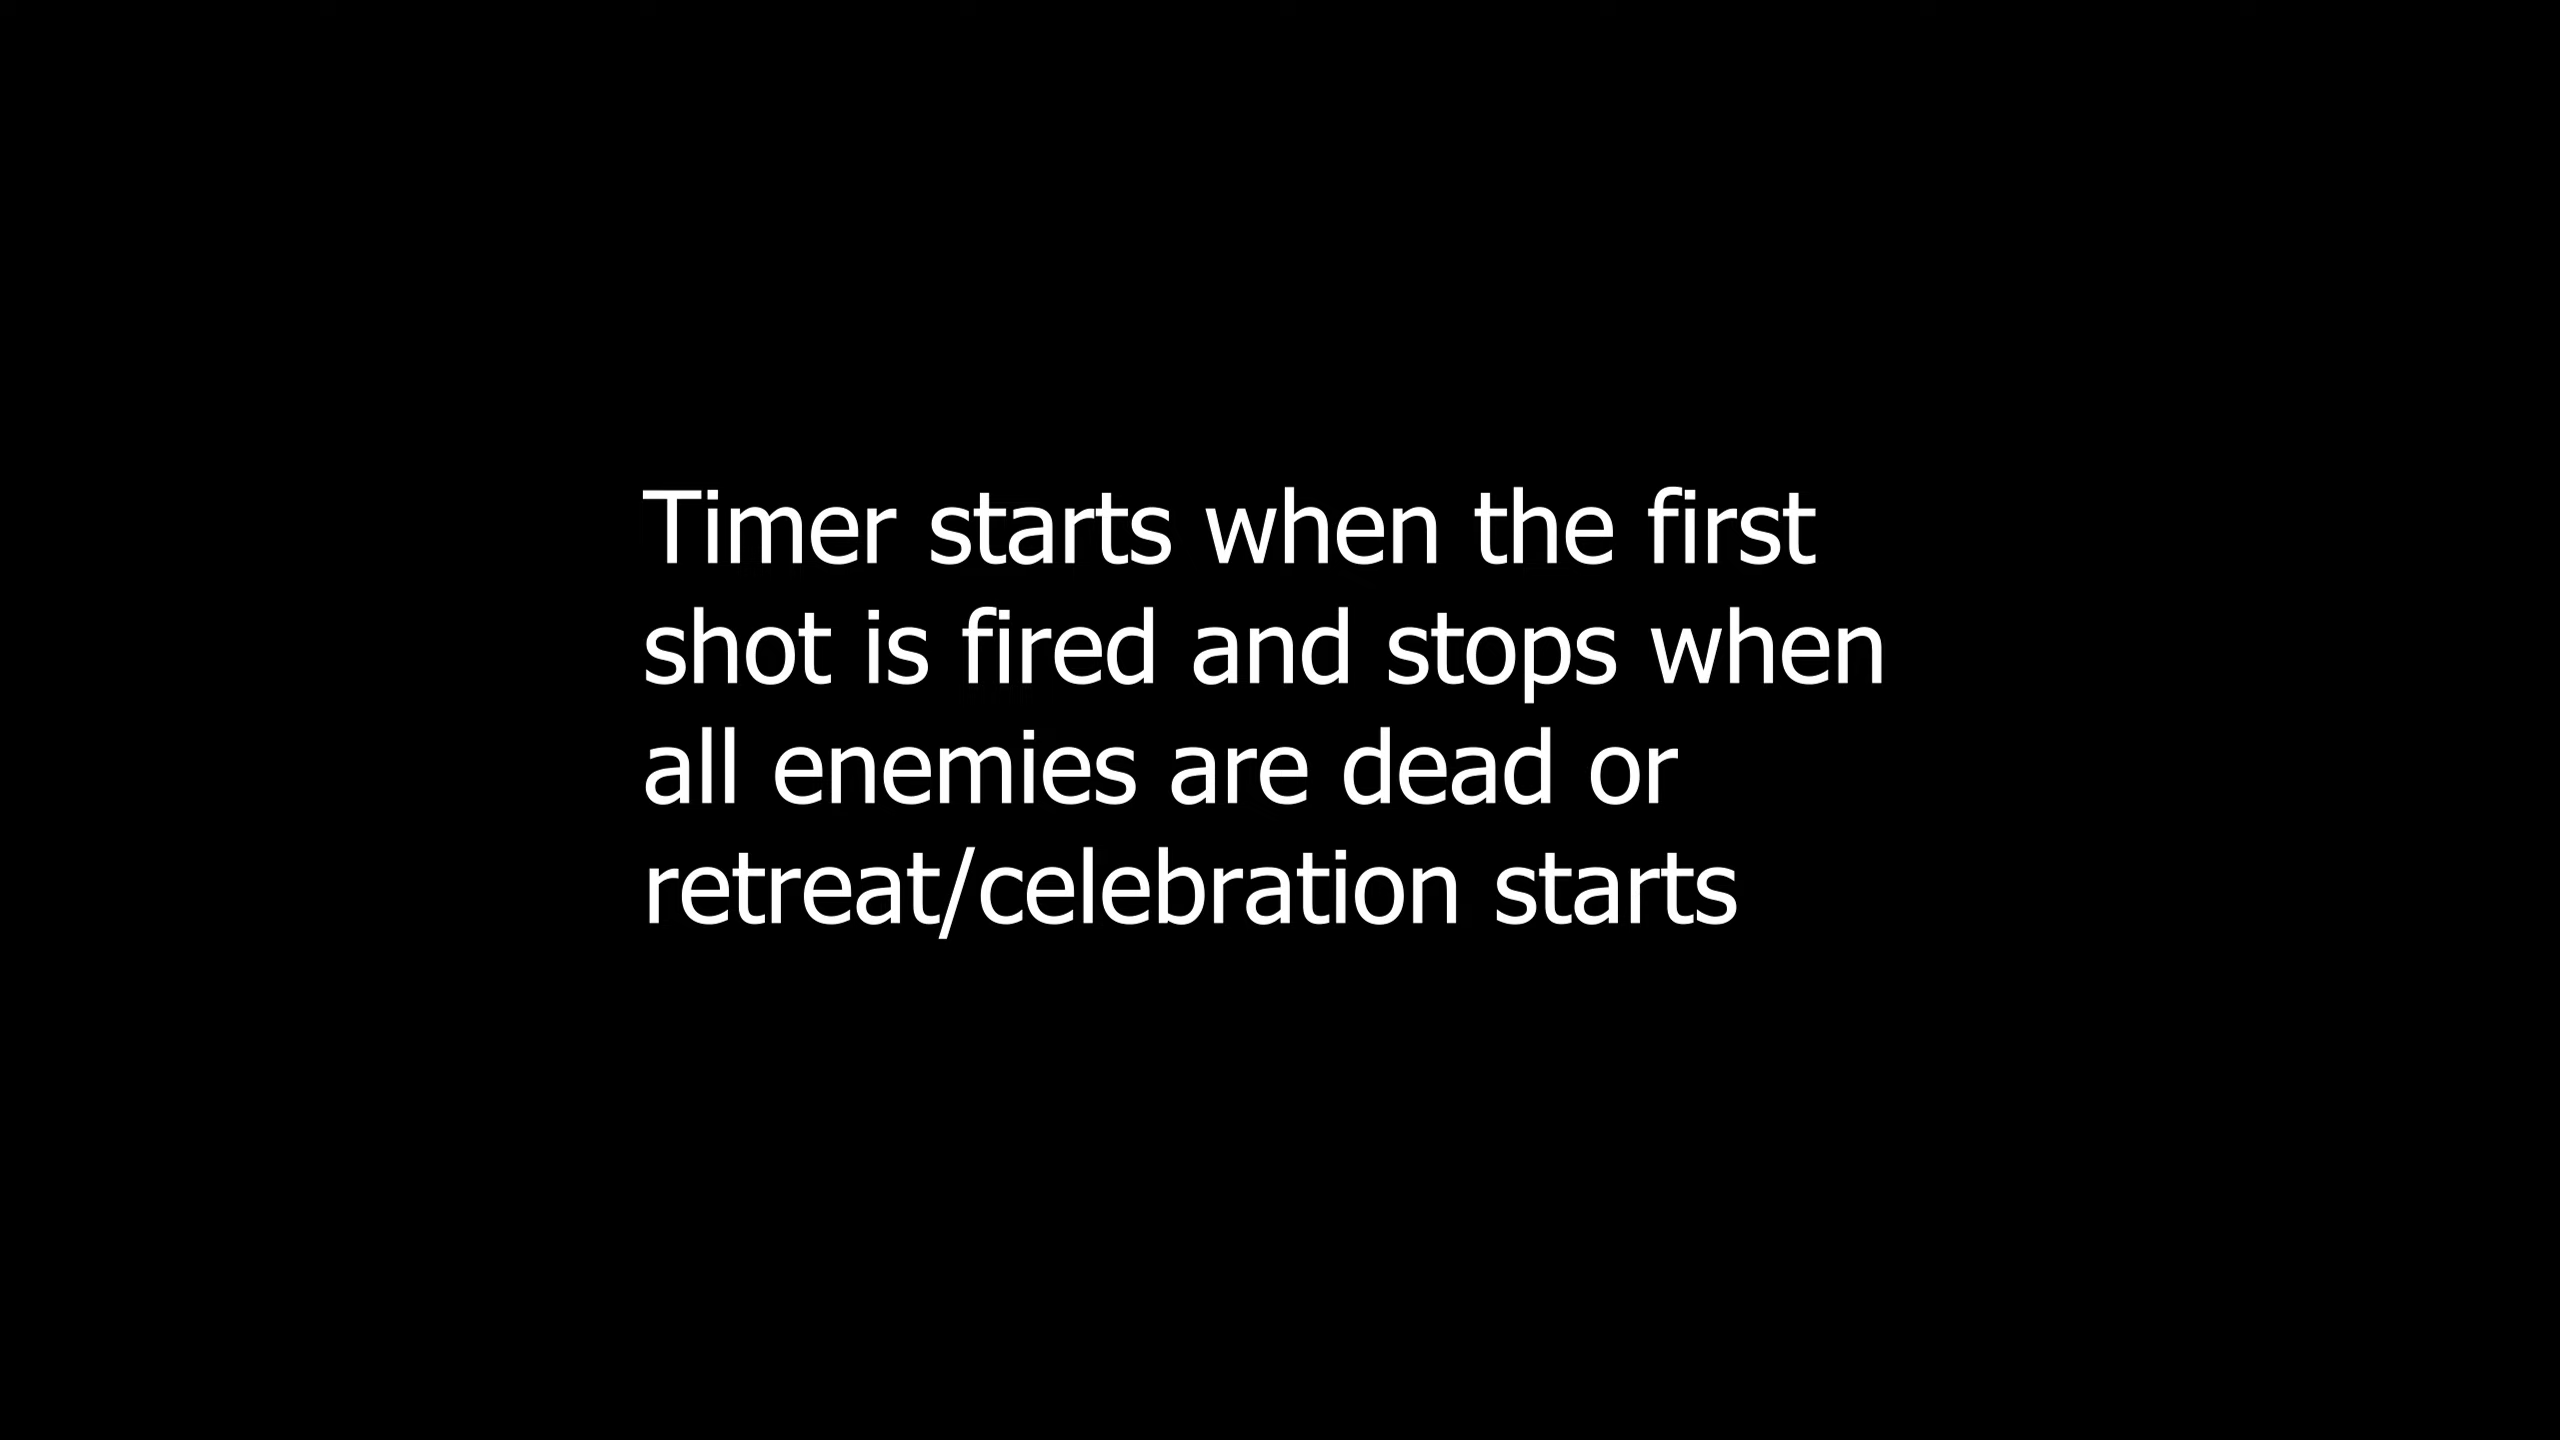 Timer starts when the first
shot is fired and stops when
all enemies are dead or
retreat/celebration starts